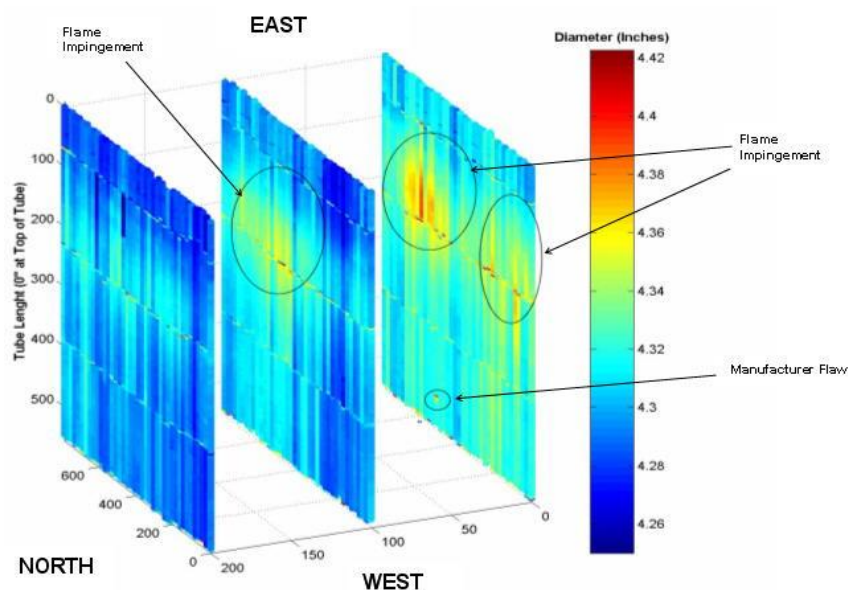 EAST
Flame
Impingement
Diameter (Inches)
4.42
4.4
4.38
4.36
4.34
4.32
4.3
4.28
4.26
Flame
Impingement
Manufacturer Flaw
Tube Lenght (0" at Top of Tube)
0
100
200
300
400
500
600
400
200
0
200
150
100
50
0
NORTH
WEST